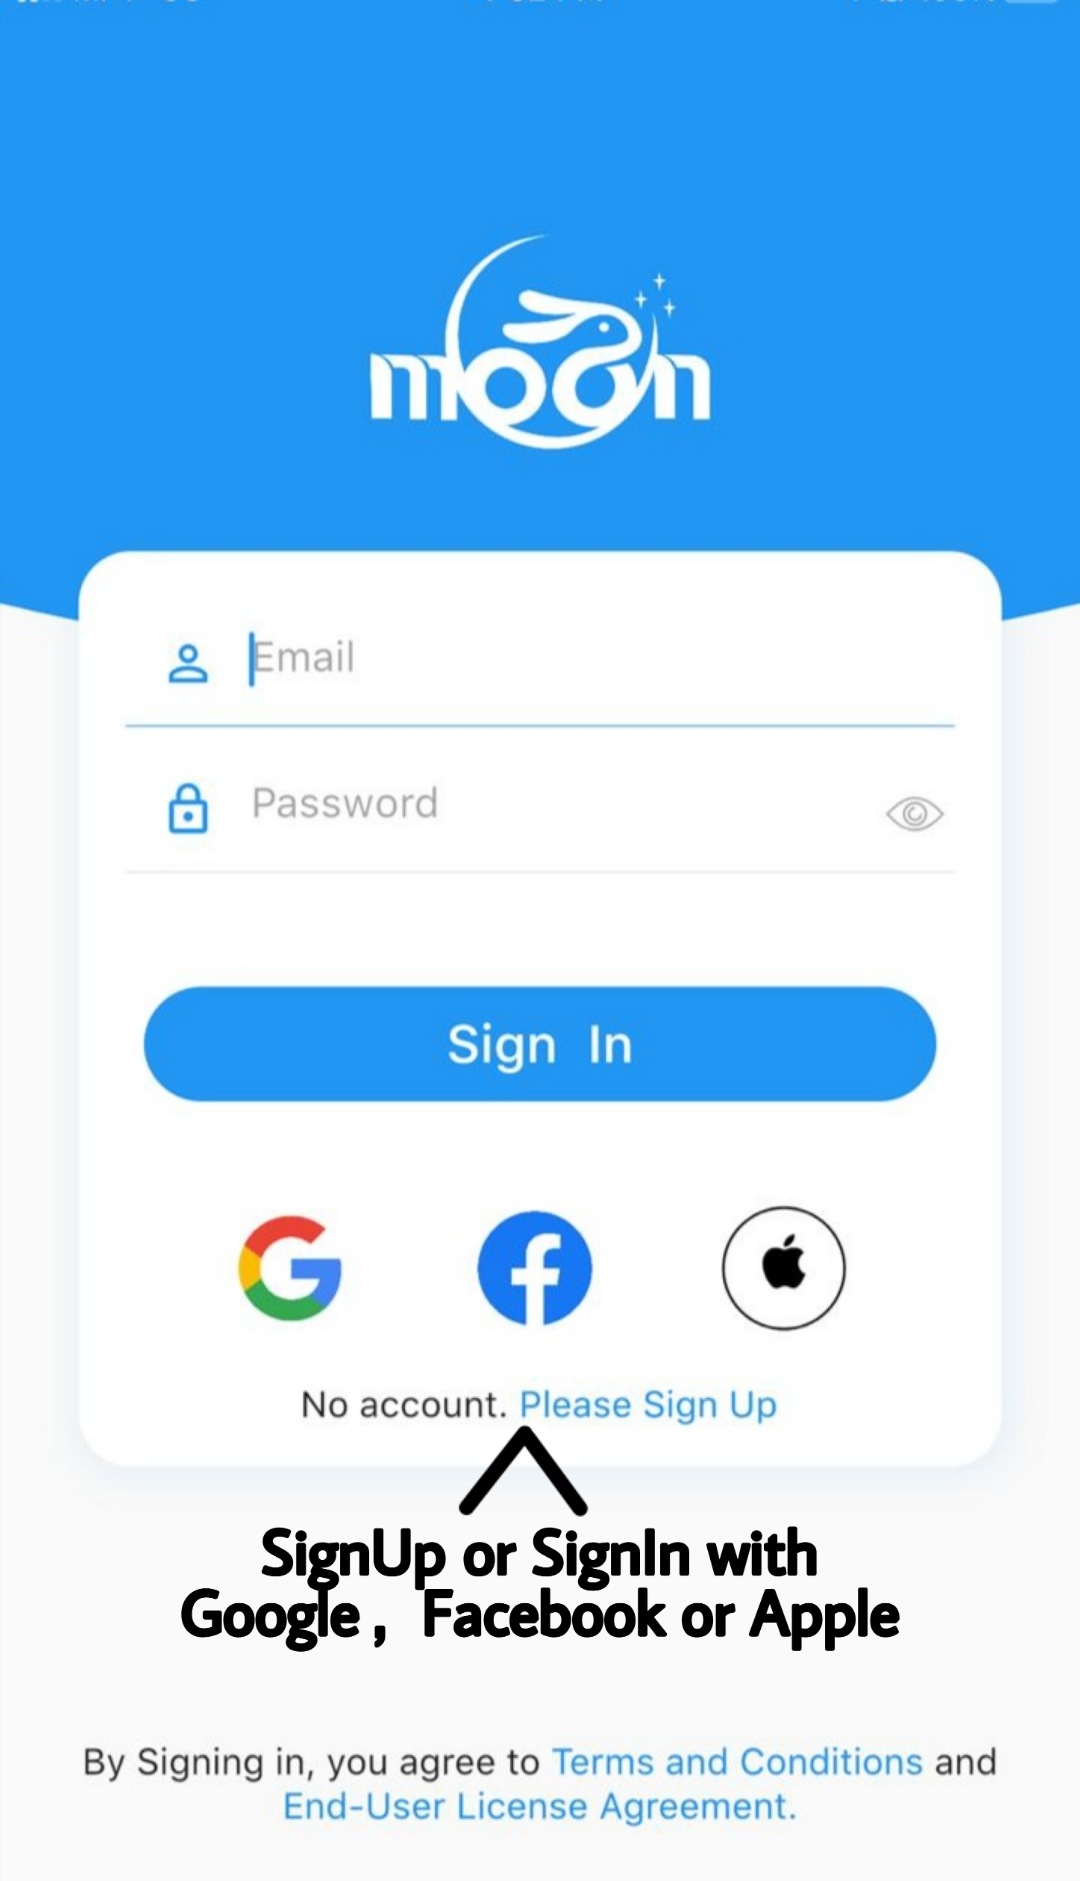 moon
Email
Password
Sign In
No account. Please Sign Up
SignUp or SignIn with
Google, Facebook or Apple
By Signing in, you agree to Terms and Conditions and
End-User License Agreement.